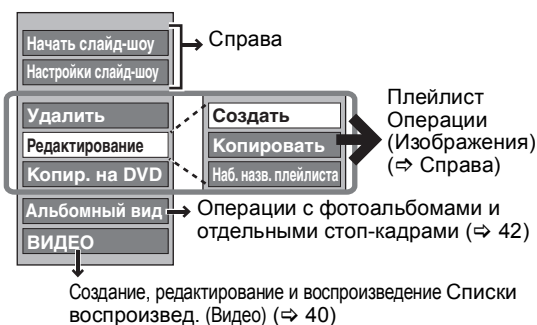 Начать слайд-шоу
Настройки слайд-шоу
Справа
Удалить
Редактирование
Копир. на DVD
Создать
Копировать
Наб. назв. плейлиста
Плейлист
Операции
(Изображения)
(⇨ Справа)
Альбомный вид
Операции с фотоальбомами и
отдельными стоп-кадрами (⇨ 42)
ВИДЕО
Создание, редактирование и воспроизведение Списки
воспроизвед. (Видео) (⇨ 40)